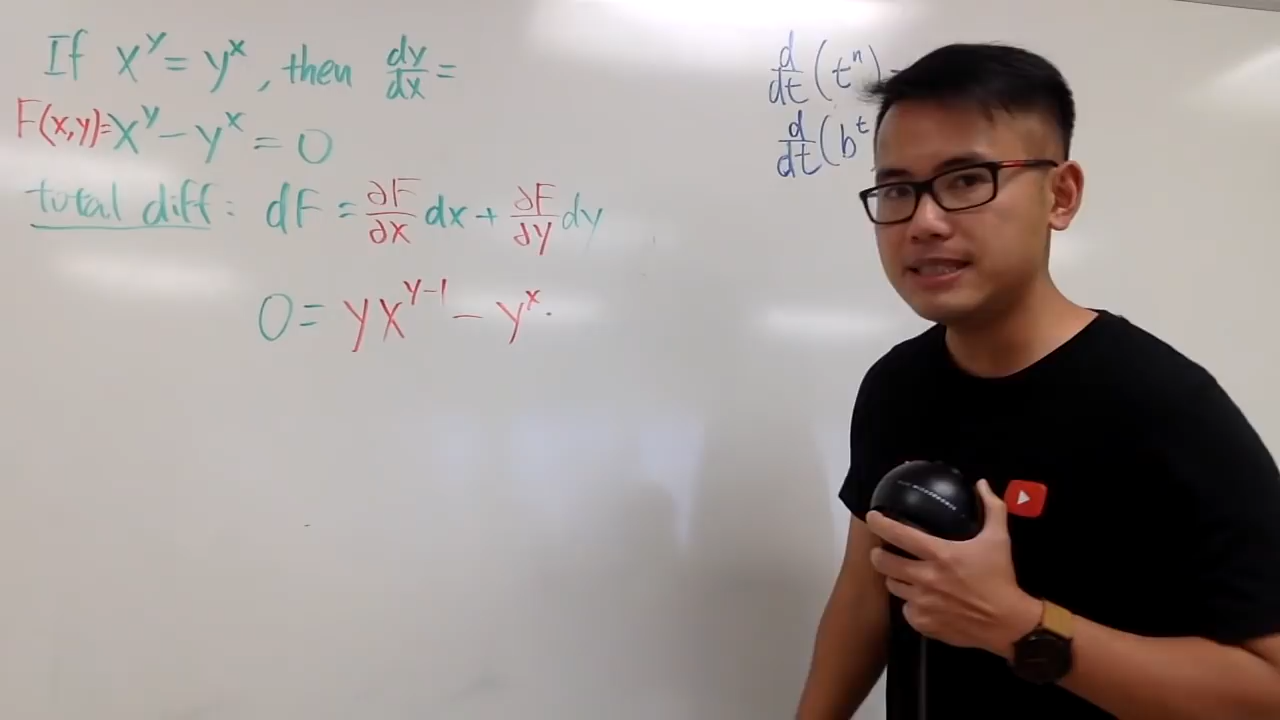 If x^y = y^x, then dy/dx =
F(x,y) = x^y - y^x = 0
total diff: dF = ∂F/∂x dx + ∂F/∂y dy
0 = yx^(y-1) - y^x ·
d/dt (t^n) =
d/dt (b^t